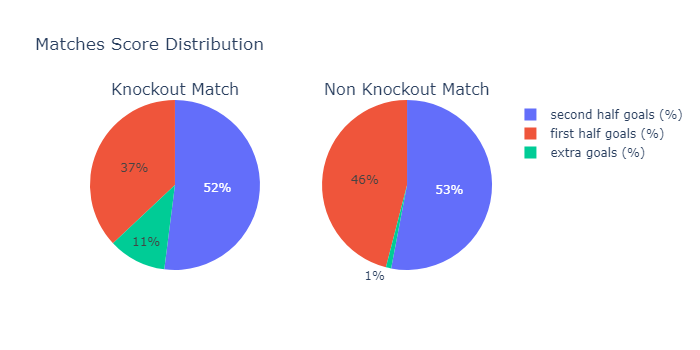 Matches Score Distribution
Knockout Match
Non Knockout Match
second half goals (%)
first half goals (%)
extra goals (%)
37%
52%
11%
46%
53%
1%